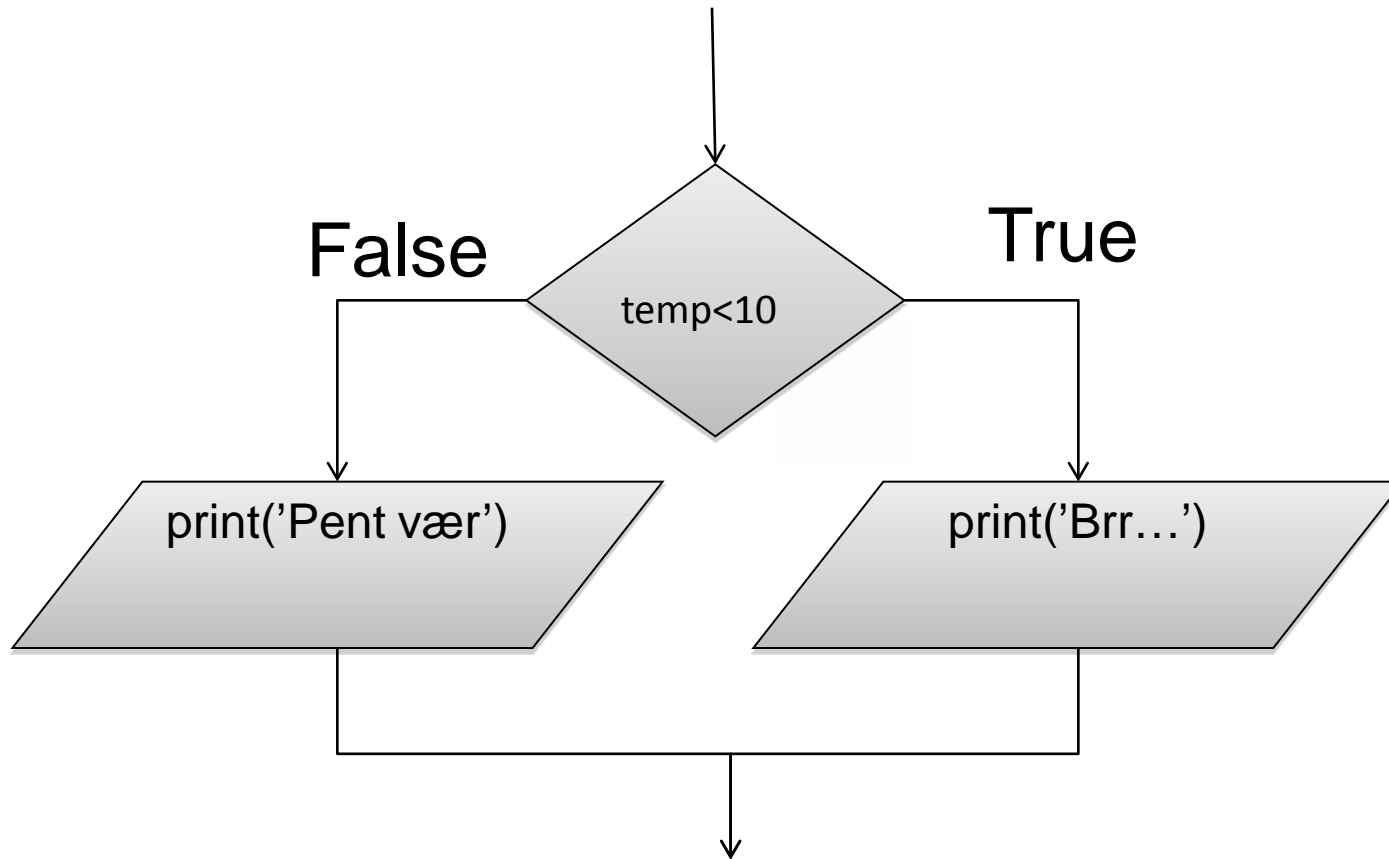 False
True
temp<10
print(’Pent vær’)
print(’Brr…’)